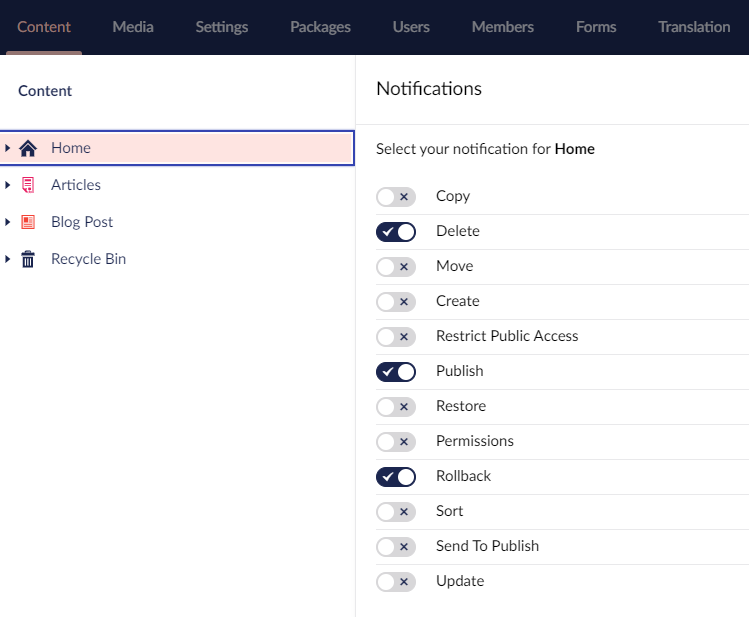 Content Media Settings Packages Users Members Forms Translation
Content
Home
Articles
Blog Post
Recycle Bin
Notifications
Select your notification for Home
Copy
Delete
Move
Create
Restrict Public Access
Publish
Restore
Permissions
Rollback
Sort
Send To Publish
Update